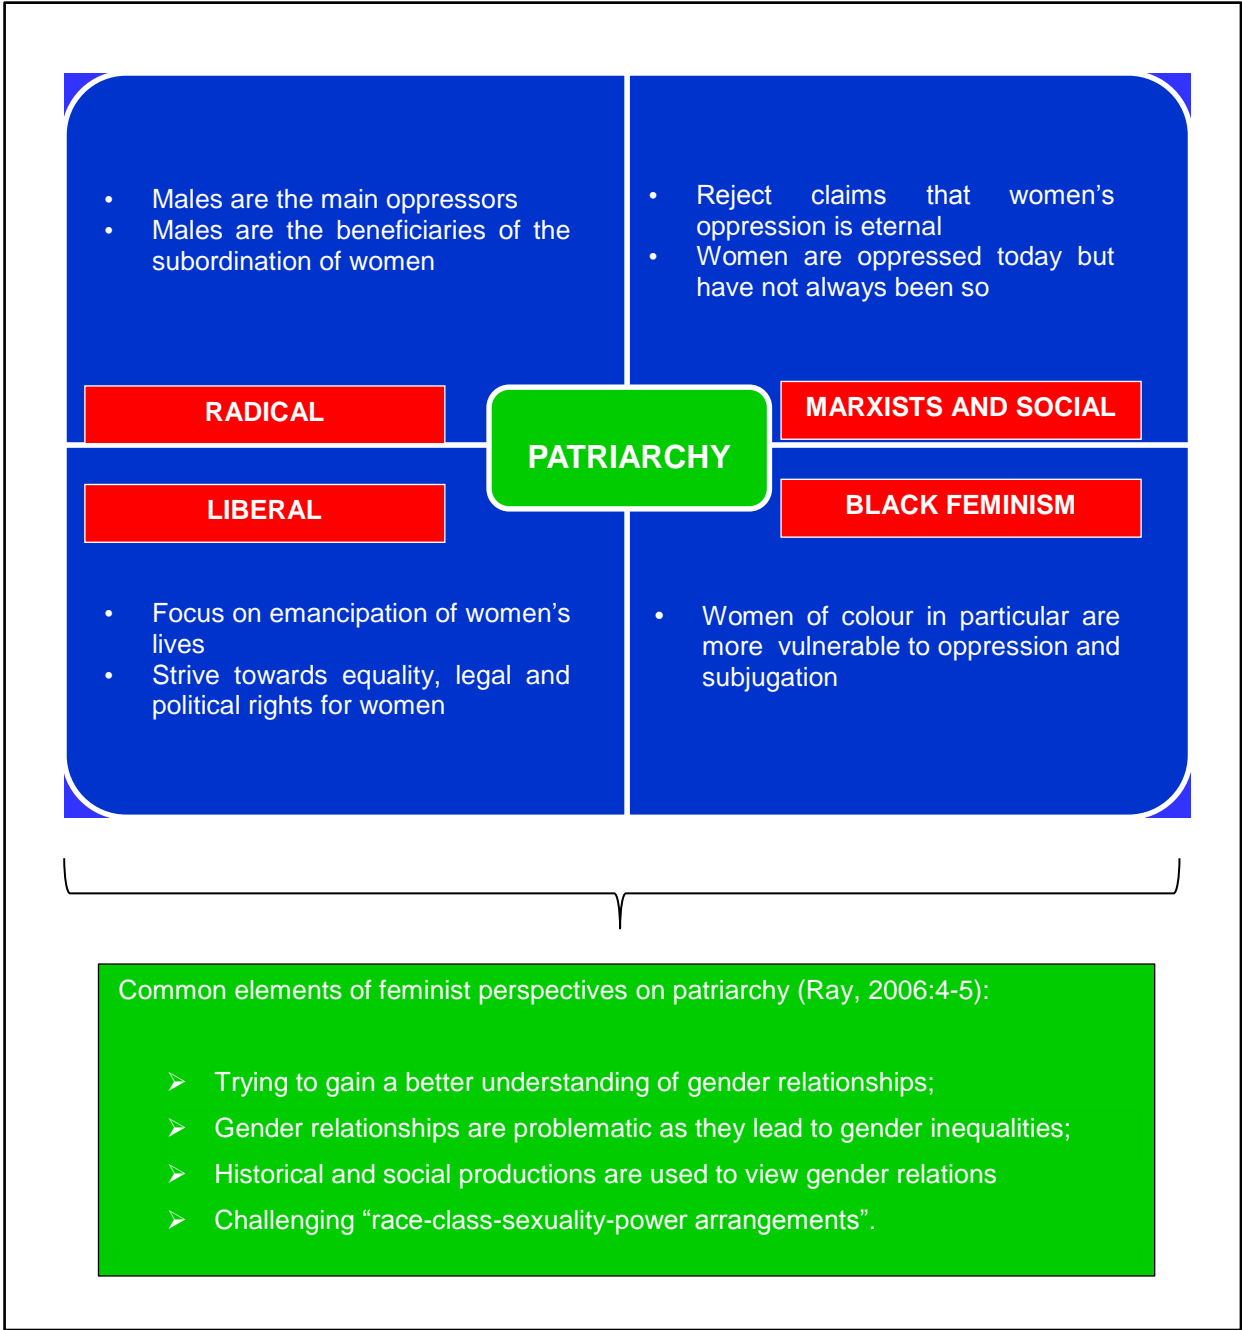 • Males are the main oppressors
• Males are the beneficiaries of the
subordination of women
RADICAL
• Reject claims that women’s
oppression is eternal
• Women are oppressed today but
have not always been so
MARXISTS AND SOCIAL
PATRIARCHY
LIBERAL
• Focus on emancipation of women’s
lives
• Strive towards equality, legal and
political rights for women
BLACK FEMINISM
• Women of colour in particular are
more vulnerable to oppression and
subjugation
Common elements of feminist perspectives on patriarchy (Ray, 2006:4-5):
➢ Trying to gain a better understanding of gender relationships;
➢ Gender relationships are problematic as they lead to gender inequalities;
➢ Historical and social productions are used to view gender relations
➢ Challenging “race-class-sexuality-power arrangements”.